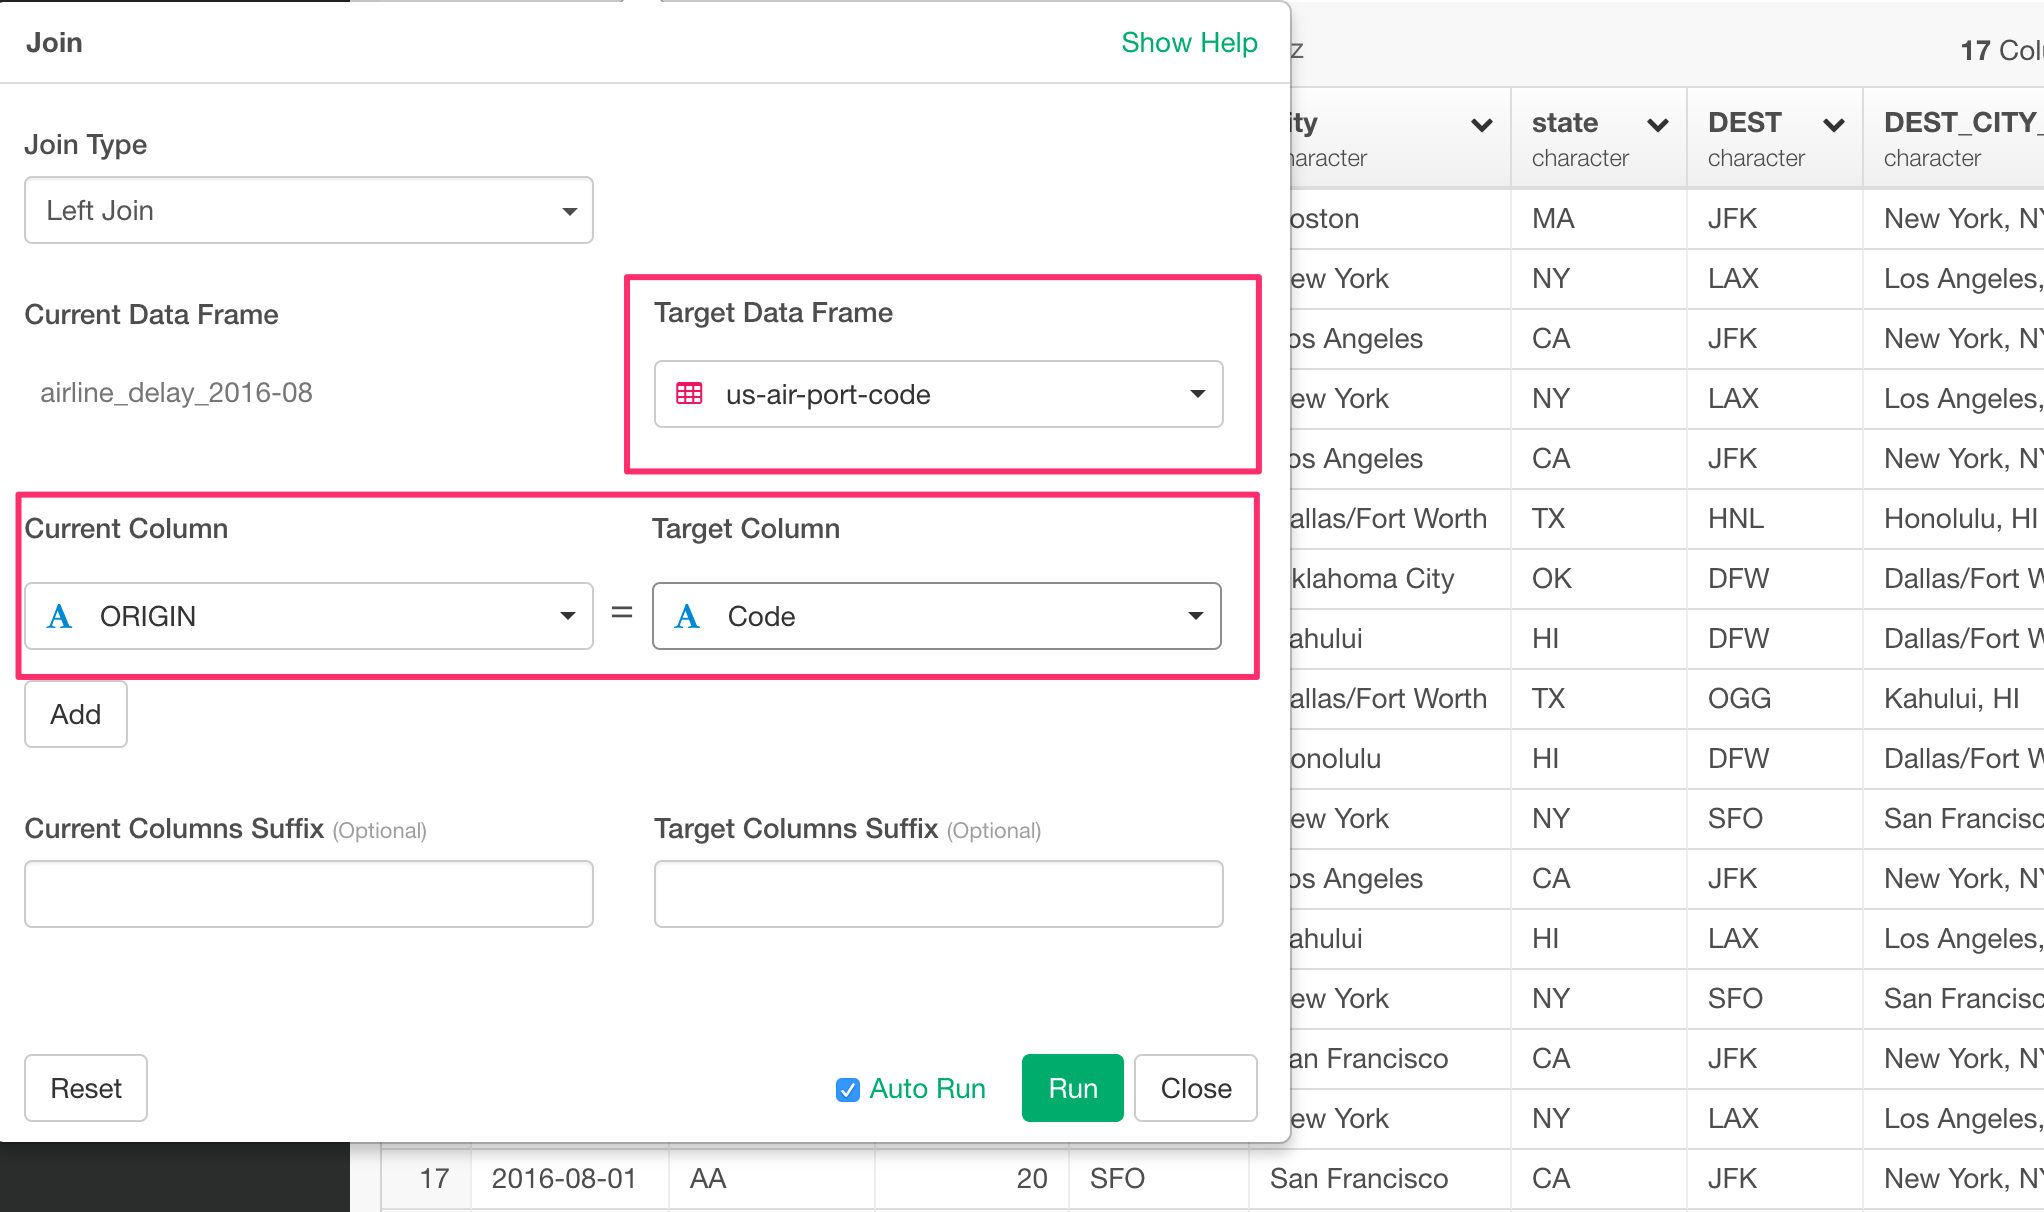 Join
Show Help
Join Type
Left Join
Current Data Frame
Target Data Frame
airline_delay_2016-08
us-air-port-code
Current Column
Target Column
ORIGIN = Code
Add
Current Columns Suffix (Optional)
Target Columns Suffix (Optional)
Reset
Auto Run
Run
Close
z
17 Colu
ity state DEST DEST_CITY_
haracter character character character
oston MA JFK New York, NY
ew York NY LAX Los Angeles,
os Angeles CA JFK New York, NY
ew York NY LAX Los Angeles,
os Angeles CA JFK New York, NY
allas/Fort Worth TX HNL Honolulu, HI
klahoma City OK DFW Dallas/Fort W
ahului HI DFW Dallas/Fort W
allas/Fort Worth TX OGG Kahului, HI
onolulu HI DFW Dallas/Fort W
ew York NY SFO San Francisc
os Angeles CA JFK New York, NY
ahului HI LAX Los Angeles,
ew York NY SFO San Francisc
an Francisco CA JFK New York, NY
ew York NY LAX Los Angeles,
17 2016-08-01 AA 20 SFO San Francisco CA JFK New York, NY